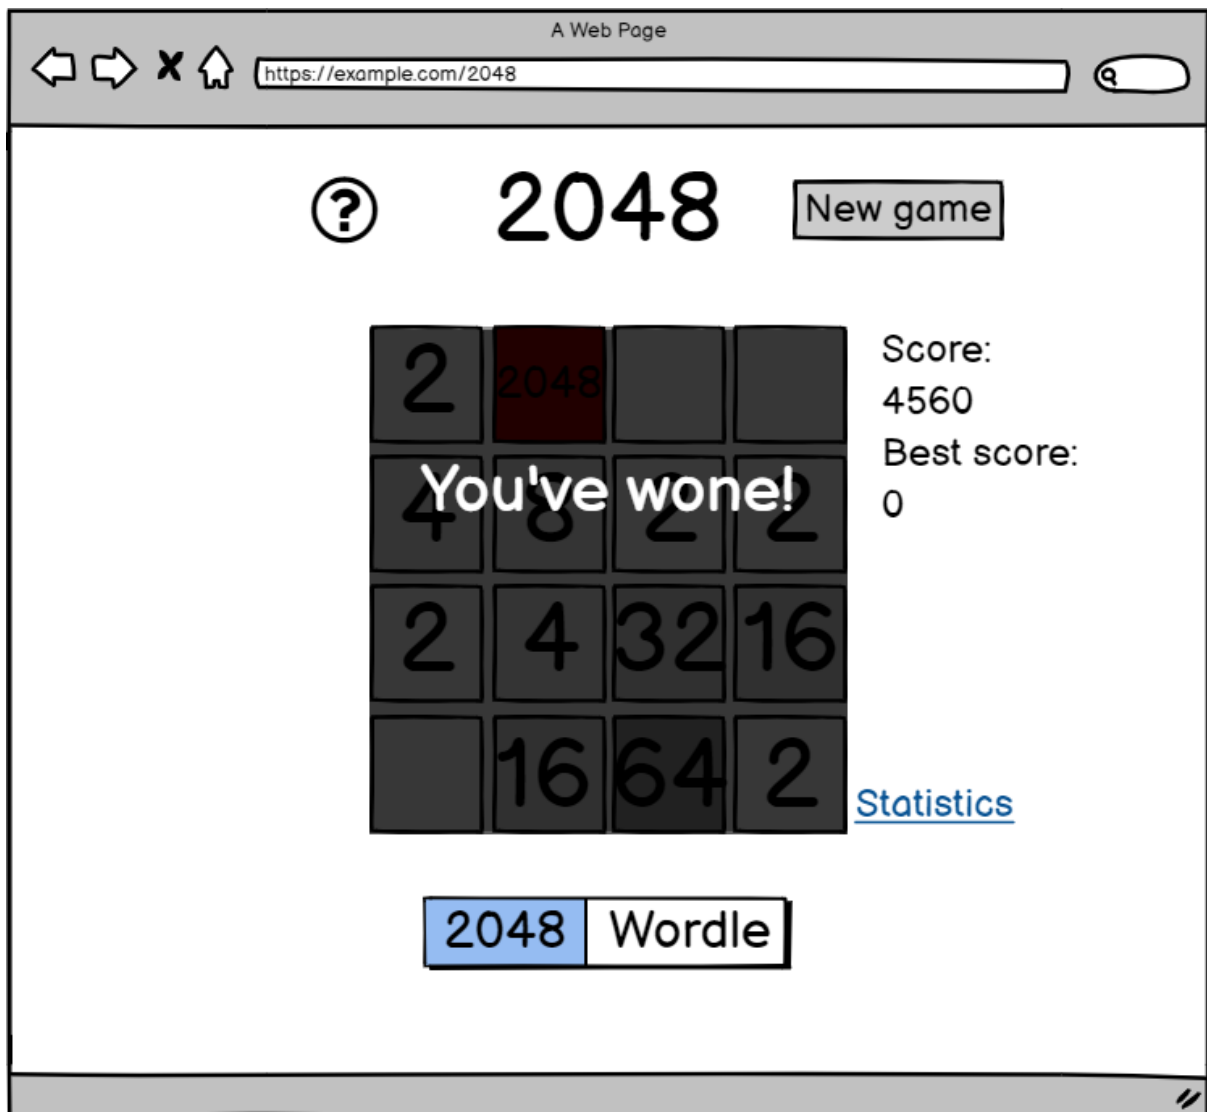 A Web Page
https://example.com/2048
? 2048 New game
2 2048
Score:
4560
Best score:
0
You've wone!
4 8 2 2
2 4 32 16
16 64 2
Statistics
2048 Wordle